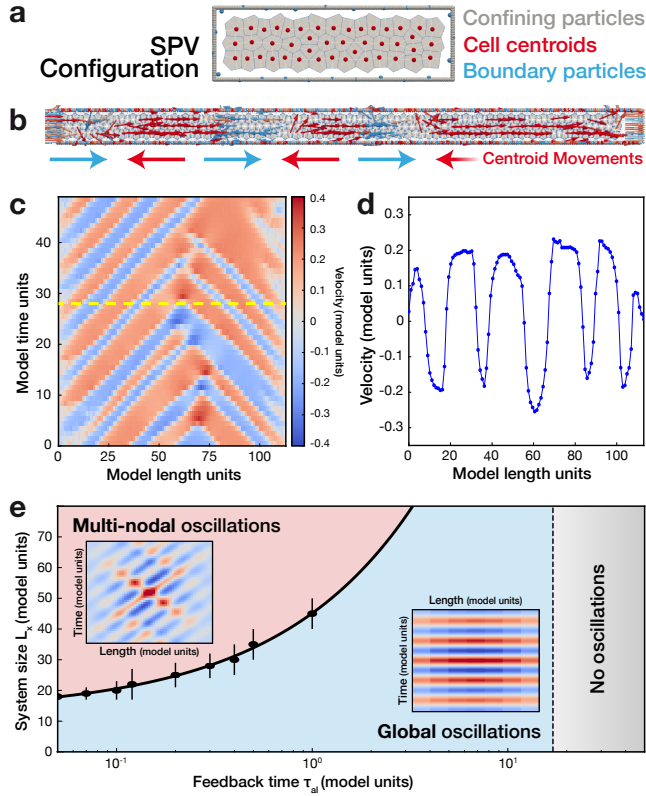 a
SPV
Configuration
Confining particles
Cell centroids
Boundary particles
b
Centroid Movements
c
Model time units
40
30
20
10
0
0
25
50
75
100
Model length units
0.4
0.3
0.2
0.1
0
-0.1
-0.2
-0.3
-0.4
Velocity (model units)
d
Velocity (model units)
0.3
0.2
0.1
0
-0.1
-0.2
-0.3
0
20
40
60
80
100
Model length units
e
System size Lx (model units)
70
60
50
40
30
20
10
0
Multi-nodal oscillations
Time (model units)
Length (model units)
Length (model units)
Time (model units)
Global oscillations
No oscillations
10⁻¹
10⁰
10¹
Feedback time τal (model units)